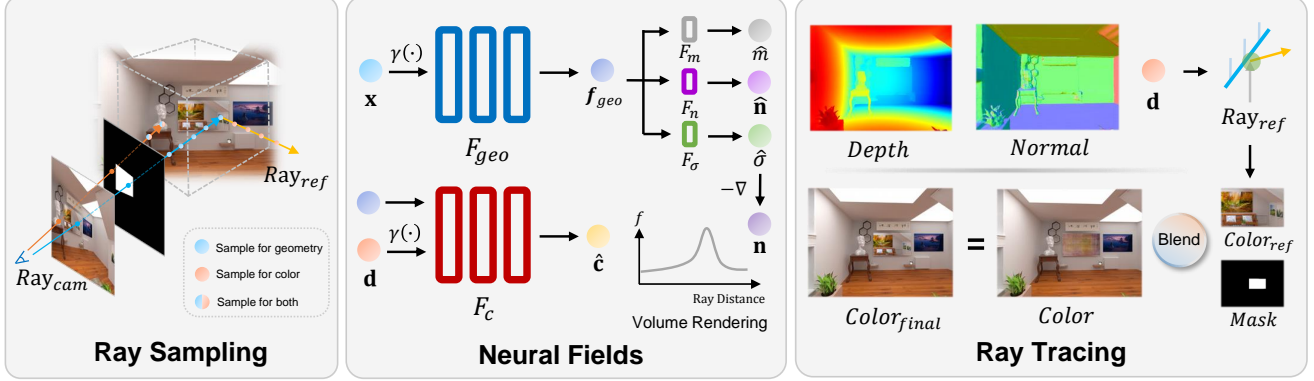 Ray_ref
Ray_cam
Sample for geometry
Sample for color
Sample for both
Ray Sampling
x
γ(·)
F_geo
f_geo
F_m
m̂
F_n
n̂
F_σ
σ̂
−∇
n
d
γ(·)
F_c
ĉ
f
Ray Distance
Volume Rendering
Neural Fields
Depth
Normal
d
Ray_ref
Color_final
=
Color
Blend
Color_ref
Mask
Ray Tracing